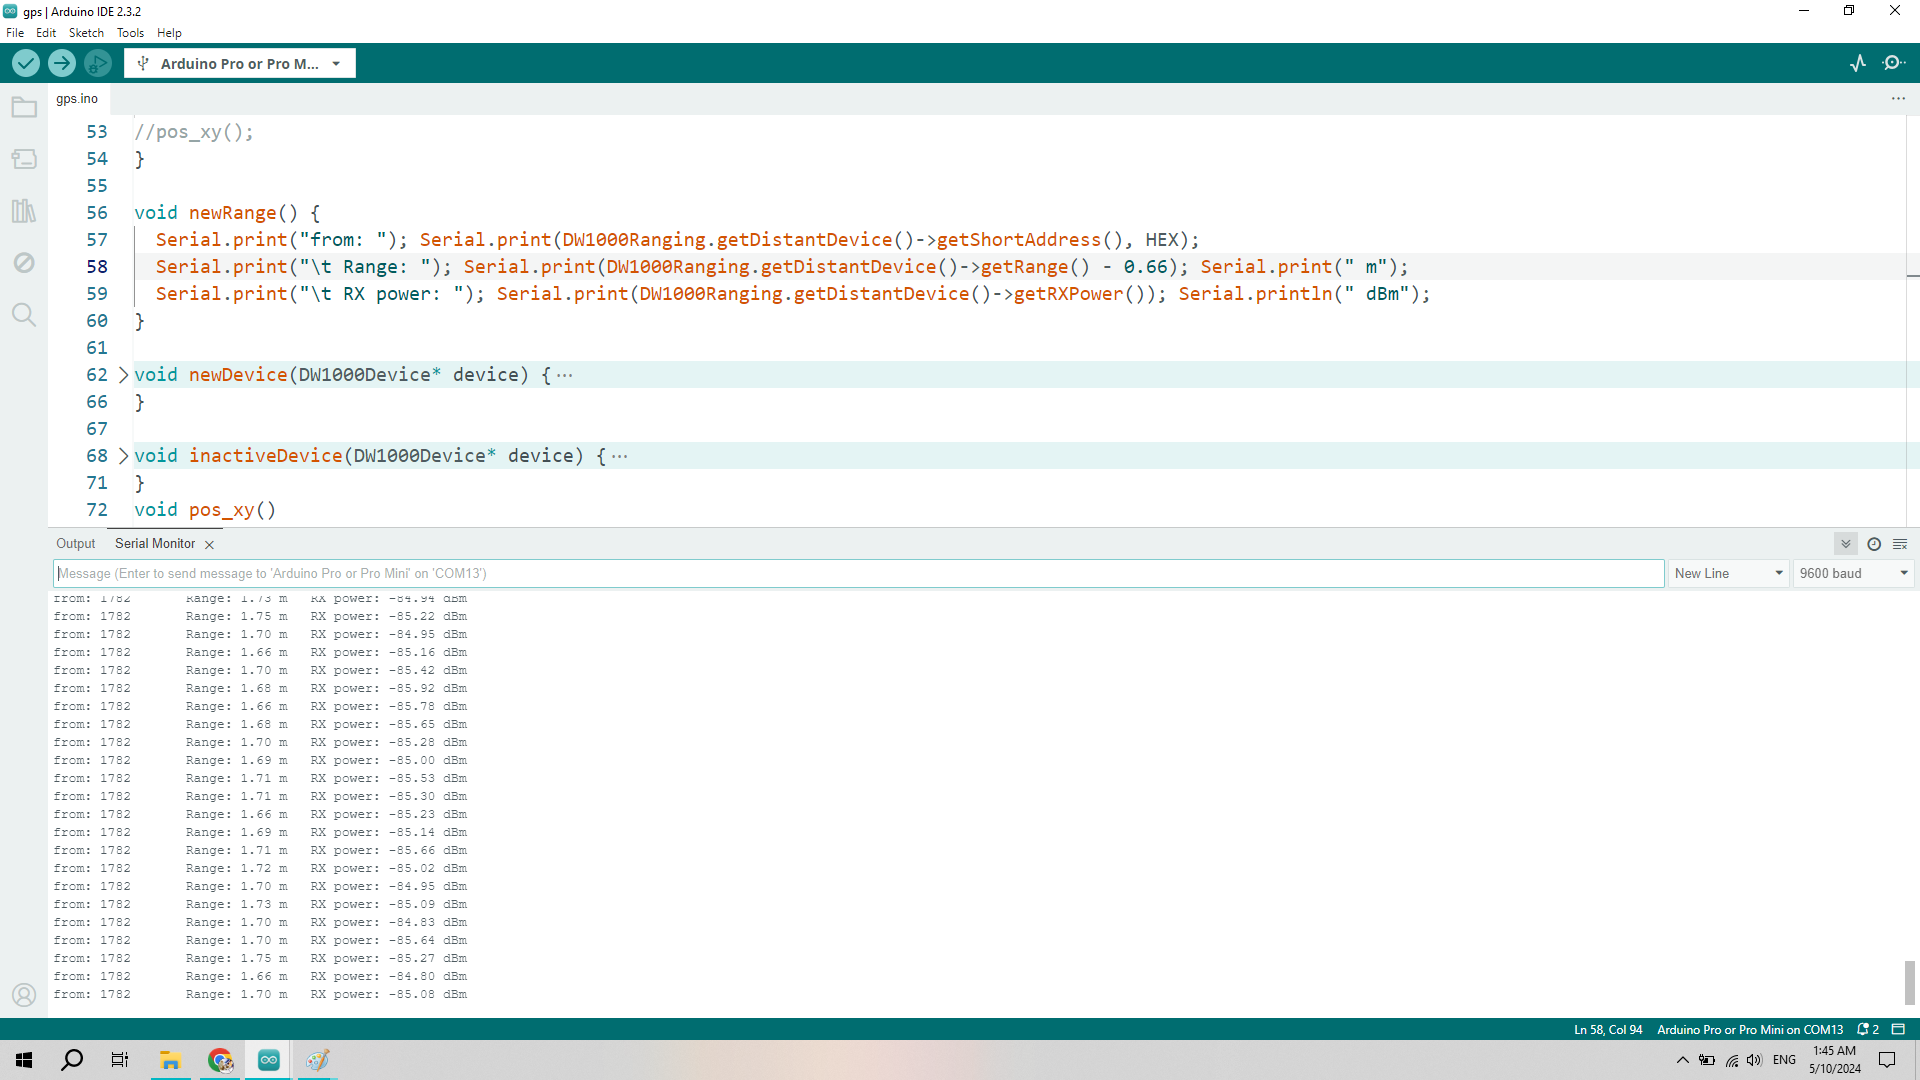 gps | Arduino IDE 2.3.2
File Edit Sketch Tools Help
Arduino Pro or Pro M...
gps.ino
53 //pos_xy();
54 }
55
56 void newRange() {
57 Serial.print("from: "); Serial.print(DW1000Ranging.getDistantDevice()->getShortAddress(), HEX);
58 Serial.print("\t Range: "); Serial.print(DW1000Ranging.getDistantDevice()->getRange() - 0.66); Serial.print(" m");
59 Serial.print("\t RX power: "); Serial.print(DW1000Ranging.getDistantDevice()->getRXPower()); Serial.println(" dBm");
60 }
61
62 void newDevice(DW1000Device* device) { ···
66 }
67
68 void inactiveDevice(DW1000Device* device) { ···
71 }
72 void pos_xy()
Output Serial Monitor
Message (Enter to send message to 'Arduino Pro or Pro Mini' on 'COM13')
New Line 9600 baud
from: 1782 Range: 1.73 m RX power: -84.94 dBm
from: 1782 Range: 1.75 m RX power: -85.22 dBm
from: 1782 Range: 1.70 m RX power: -84.95 dBm
from: 1782 Range: 1.66 m RX power: -85.16 dBm
from: 1782 Range: 1.70 m RX power: -85.42 dBm
from: 1782 Range: 1.68 m RX power: -85.92 dBm
from: 1782 Range: 1.66 m RX power: -85.78 dBm
from: 1782 Range: 1.68 m RX power: -85.65 dBm
from: 1782 Range: 1.70 m RX power: -85.28 dBm
from: 1782 Range: 1.69 m RX power: -85.00 dBm
from: 1782 Range: 1.71 m RX power: -85.53 dBm
from: 1782 Range: 1.71 m RX power: -85.30 dBm
from: 1782 Range: 1.66 m RX power: -85.23 dBm
from: 1782 Range: 1.69 m RX power: -85.14 dBm
from: 1782 Range: 1.71 m RX power: -85.66 dBm
from: 1782 Range: 1.72 m RX power: -85.02 dBm
from: 1782 Range: 1.70 m RX power: -84.95 dBm
from: 1782 Range: 1.73 m RX power: -85.09 dBm
from: 1782 Range: 1.70 m RX power: -84.83 dBm
from: 1782 Range: 1.70 m RX power: -85.64 dBm
from: 1782 Range: 1.75 m RX power: -85.27 dBm
from: 1782 Range: 1.66 m RX power: -84.80 dBm
from: 1782 Range: 1.70 m RX power: -85.08 dBm
Ln 58, Col 94 Arduino Pro or Pro Mini on COM13 2
ENG
1:45 AM
5/10/2024